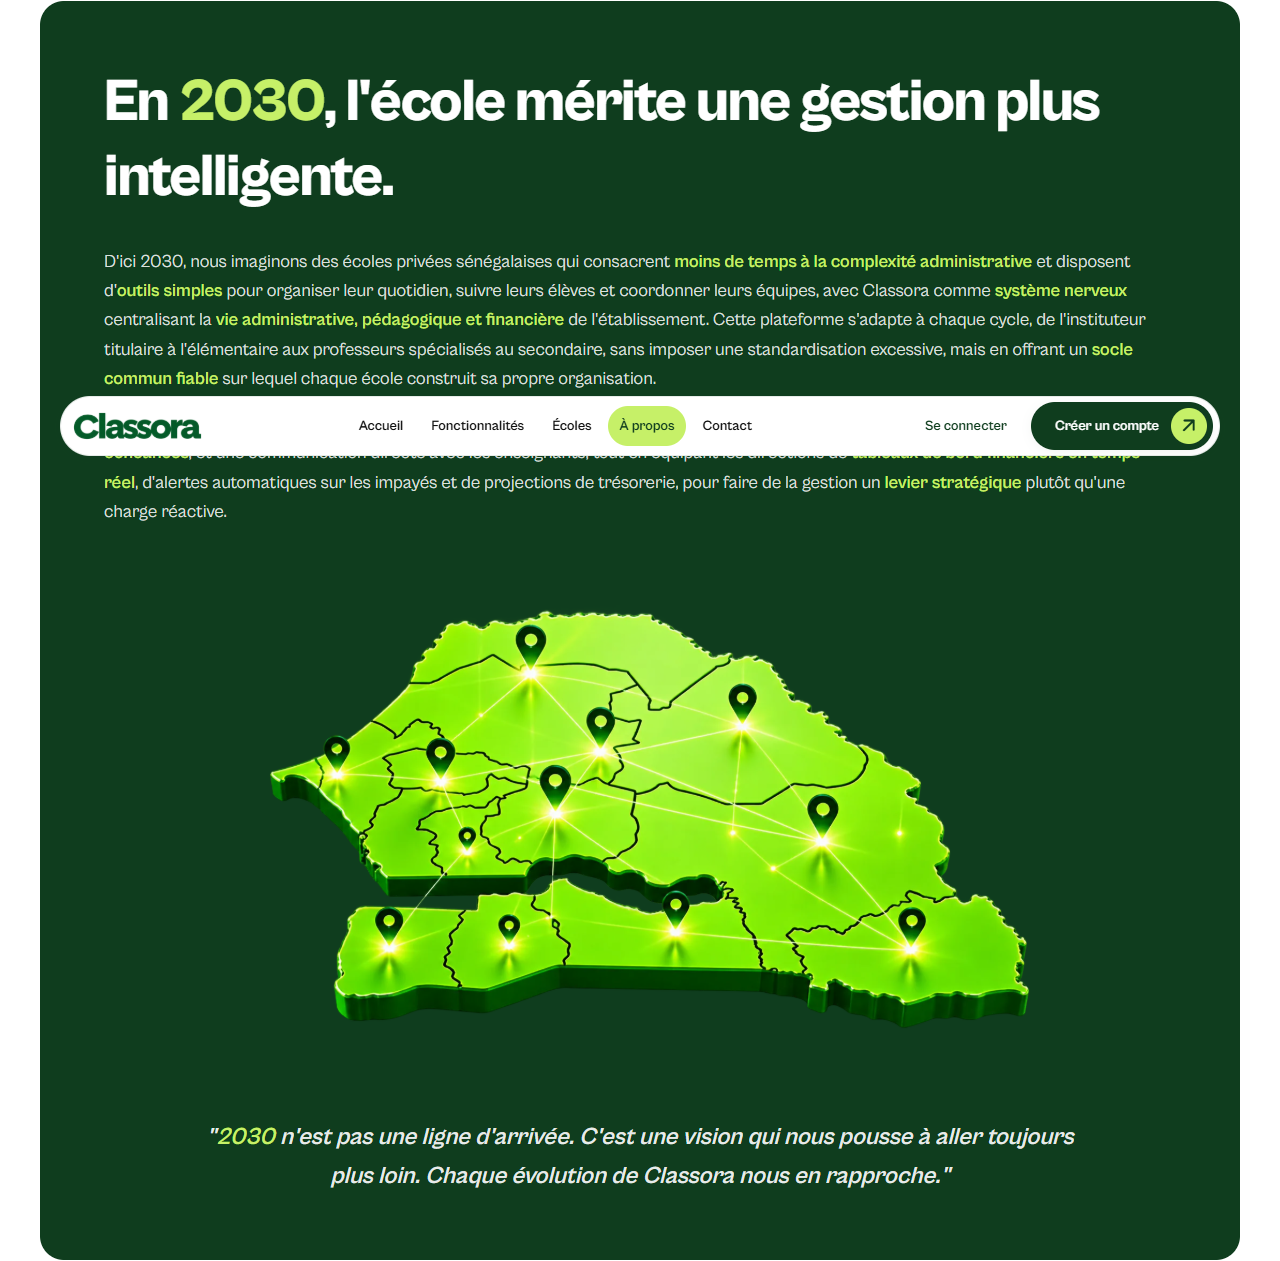 En 2030, l'école mérite une gestion plus
intelligente.
D'ici 2030, nous imaginons des écoles privées sénégalaises qui consacrent moins de temps à la complexité administrative et disposent
d'outils simples pour organiser leur quotidien, suivre leurs élèves et coordonner leurs équipes, avec Classora comme système nerveux
centralisant la vie administrative, pédagogique et financière de l'établissement. Cette plateforme s'adapte à chaque cycle, de l'instituteur
titulaire à l'élémentaire aux professeurs spécialisés au secondaire, sans imposer une standardisation excessive, mais en offrant un socle
commun fiable sur lequel chaque école construit sa propre organisation.
Classora Accueil Fonctionnalités Écoles À propos Contact Se connecter Créer un compte
réel, d'alertes automatiques sur les impayés et de projections de trésorerie, pour faire de la gestion un levier stratégique plutôt qu'une
charge réactive.
"2030 n'est pas une ligne d'arrivée. C'est une vision qui nous pousse à aller toujours
plus loin. Chaque évolution de Classora nous en rapproche."